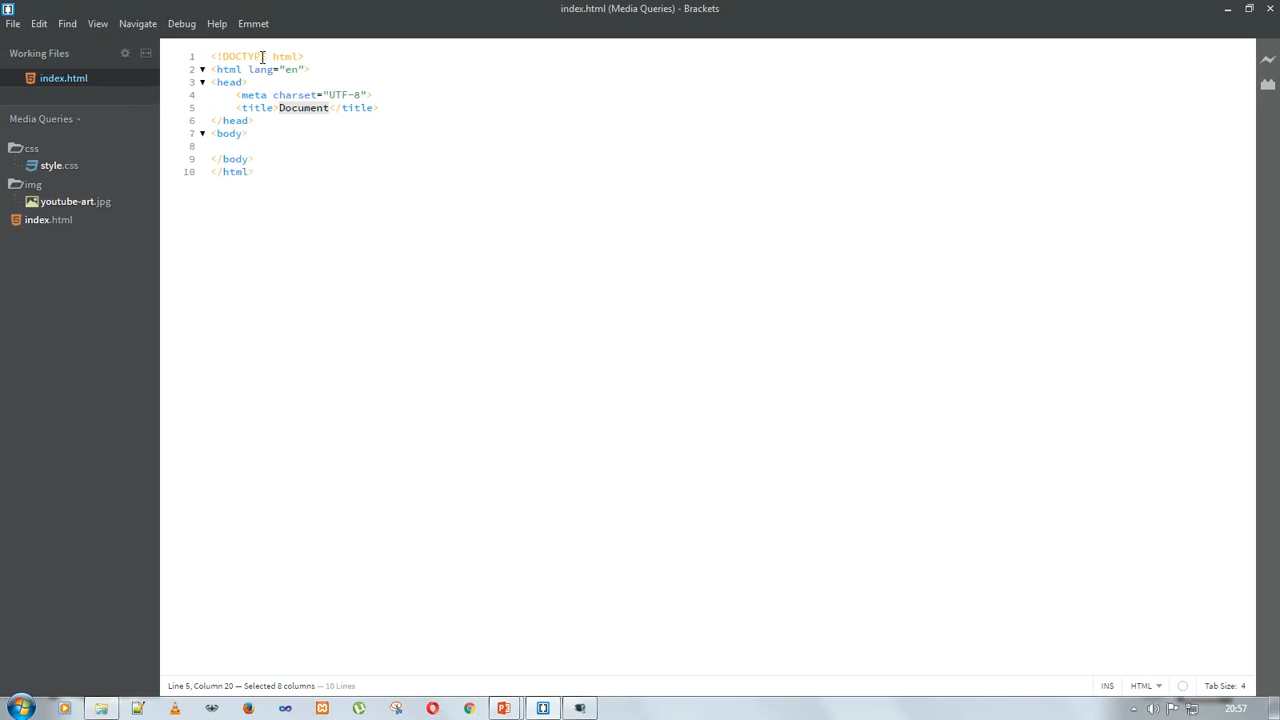 index.html (Media Queries) - Brackets
File Edit Find View Navigate Debug Help Emmet
Working Files
index.html
Media Queries
css
style.css
img
youtube-art.jpg
index.html
1 <!DOCTYPE html>
2 <html lang="en">
3 <head>
4 <meta charset="UTF-8">
5 <title>Document</title>
6 </head>
7 <body>
8
9 </body>
10 </html>
Line 5, Column 20 — Selected 8 columns — 10 Lines
INS HTML Tab Size: 4
20:57